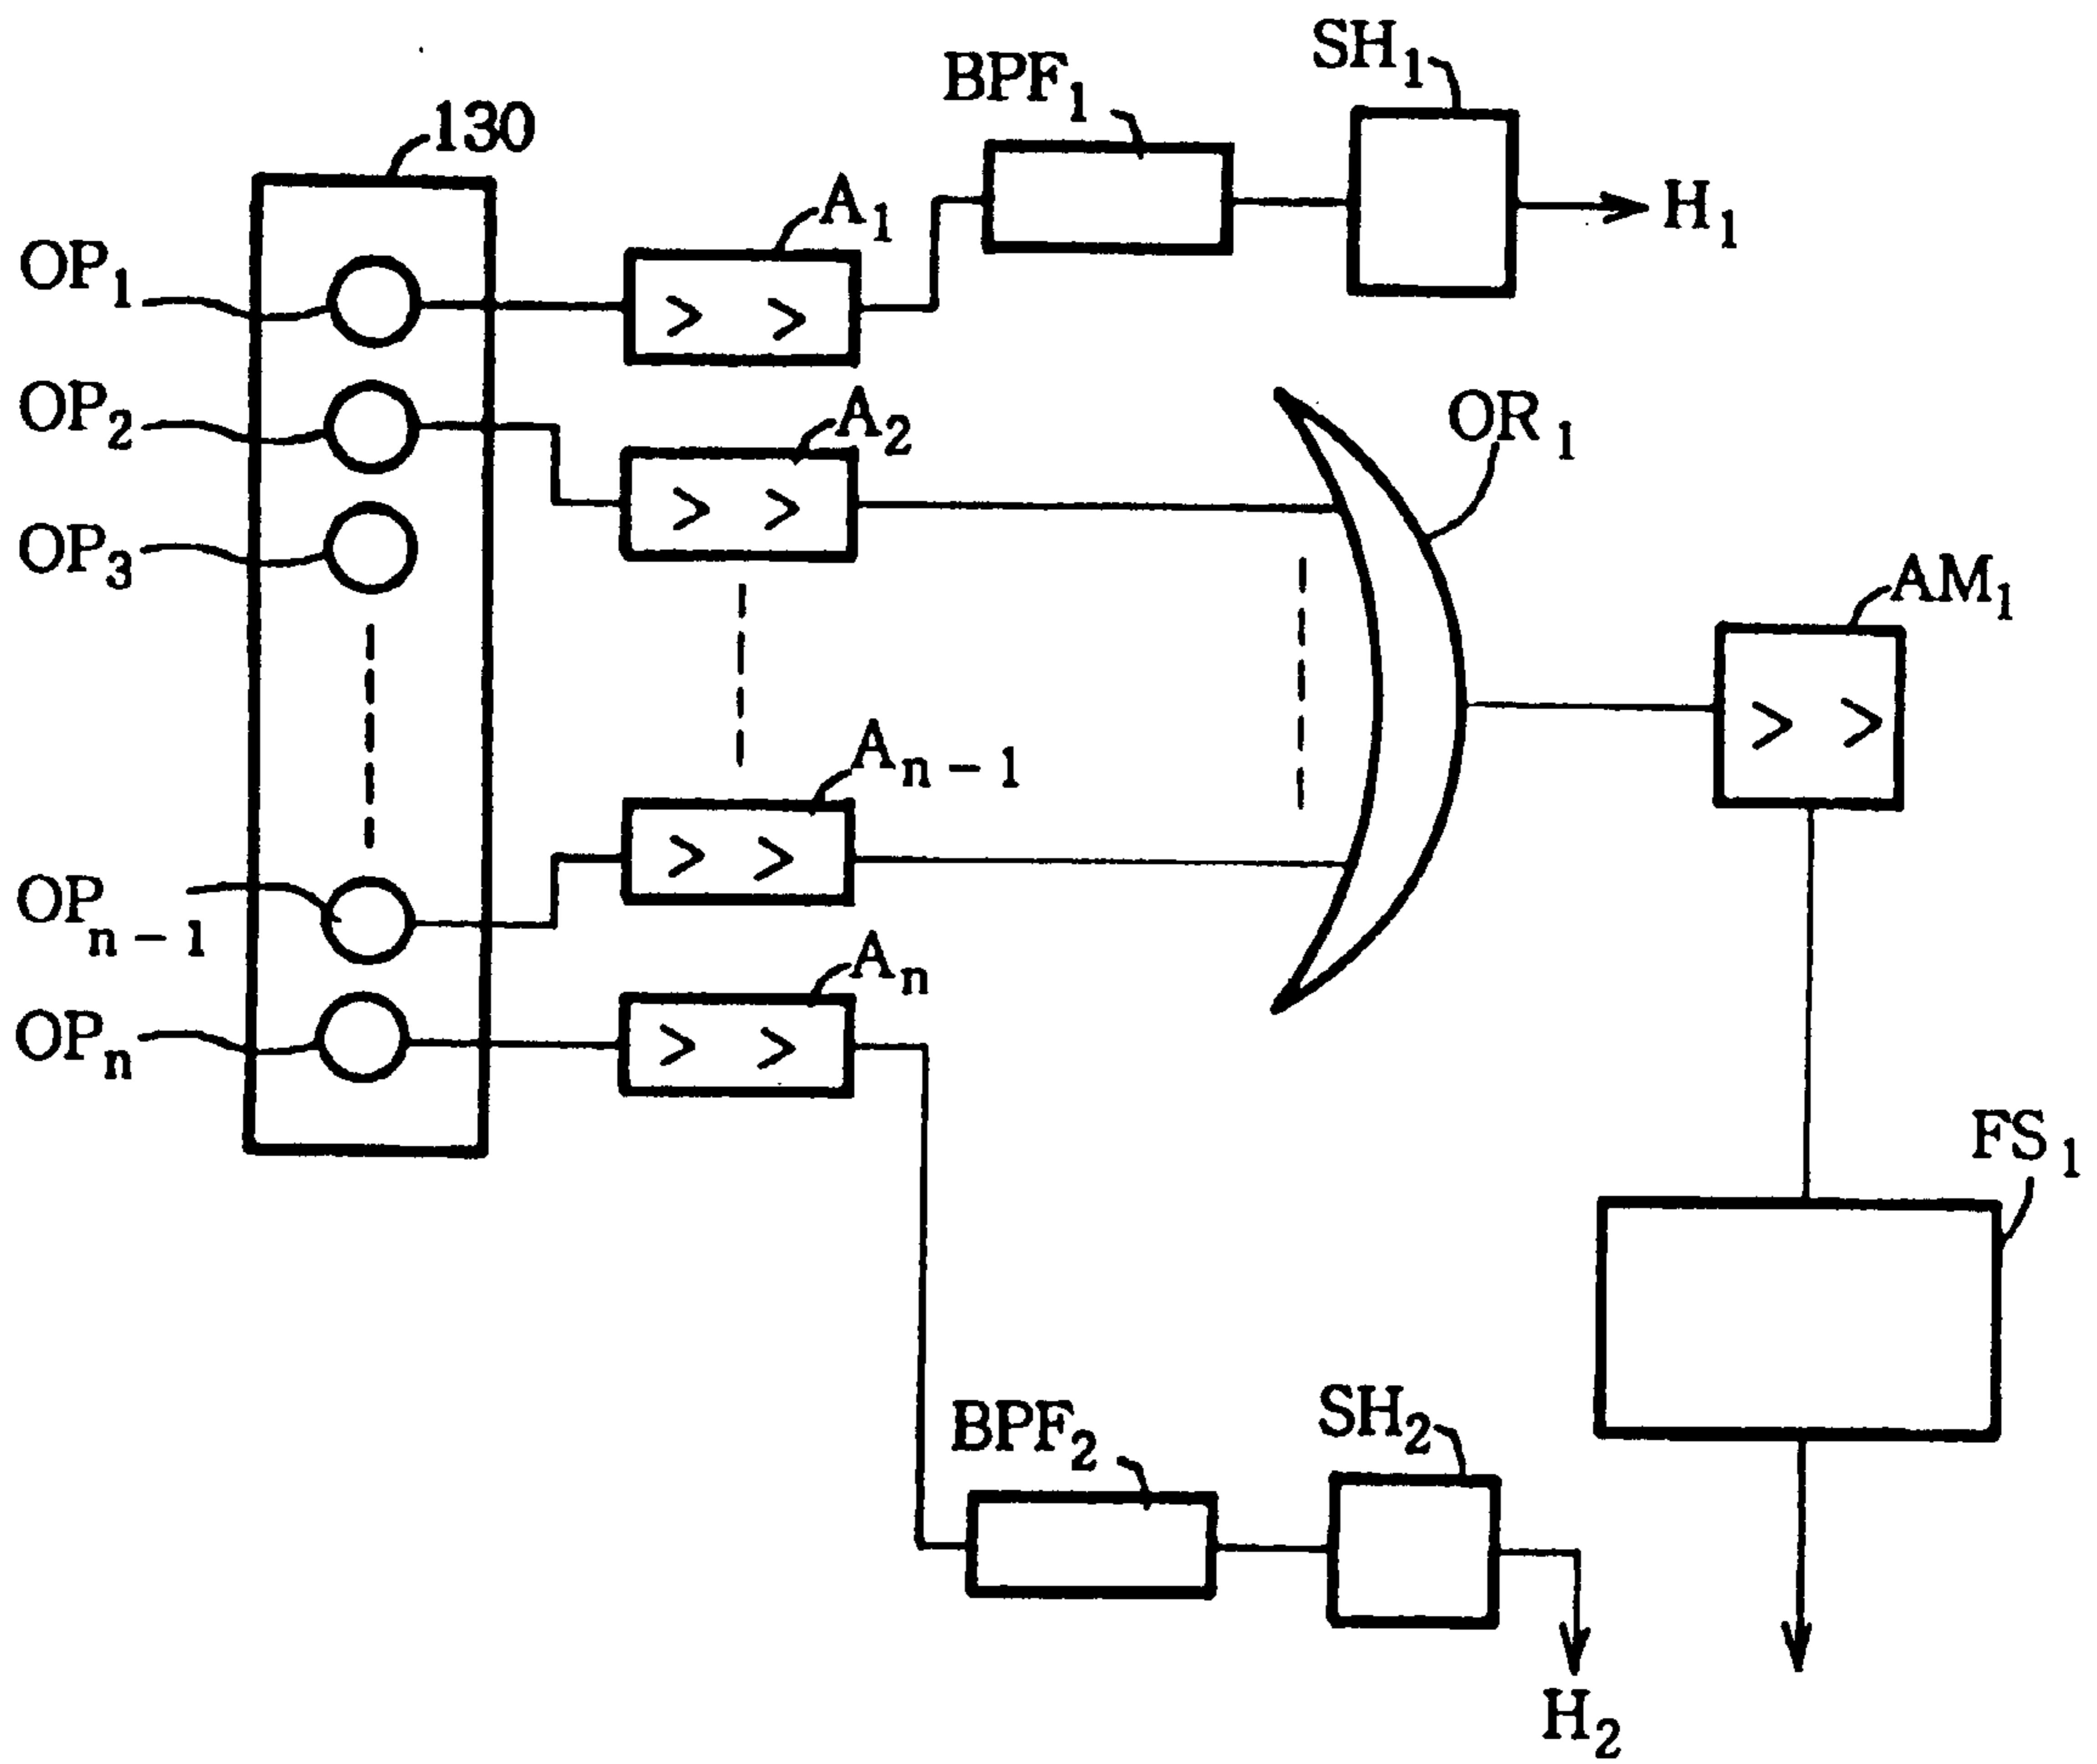 SH₁
BPF₁
130
A₁
H₁
OP₁
> >
OP₂
A₂
OR₁
> >
OP₃
AM₁
> >
Aₙ₋₁
> >
OPₙ₋₁
Aₙ
OPₙ
> >
FS₁
BPF₂
SH₂
H₂